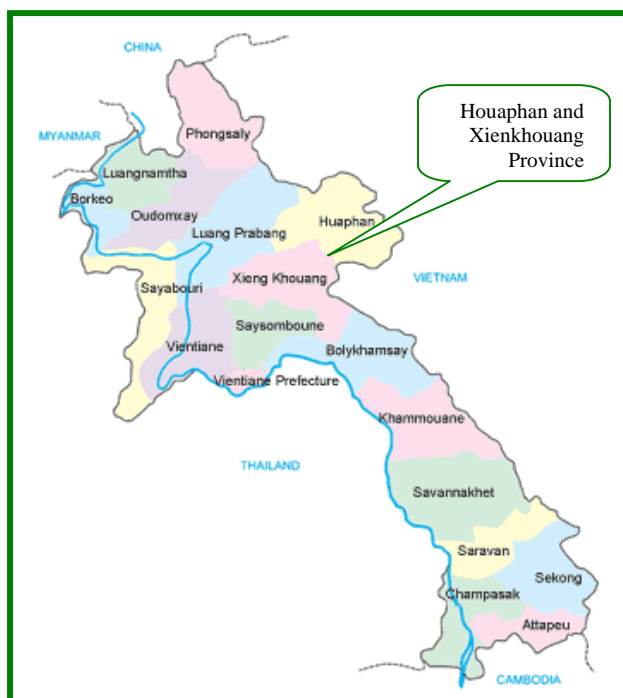 CHINA
Phongsaly
Houaphan and
Xienkhouang
Province
MYANMAR
Luangnamtha
Borkeo
Oudomxay
Huaphan
Luang Prabang
Xieng Khouang
VIETNAM
Sayabouri
Saysomboune
Vientiane
Bolykhamsay
Vientiane Prefecture
Khammouane
THAILAND
Savannakhet
Saravan
Sekong
Champasak
Attapeu
CAMBODIA